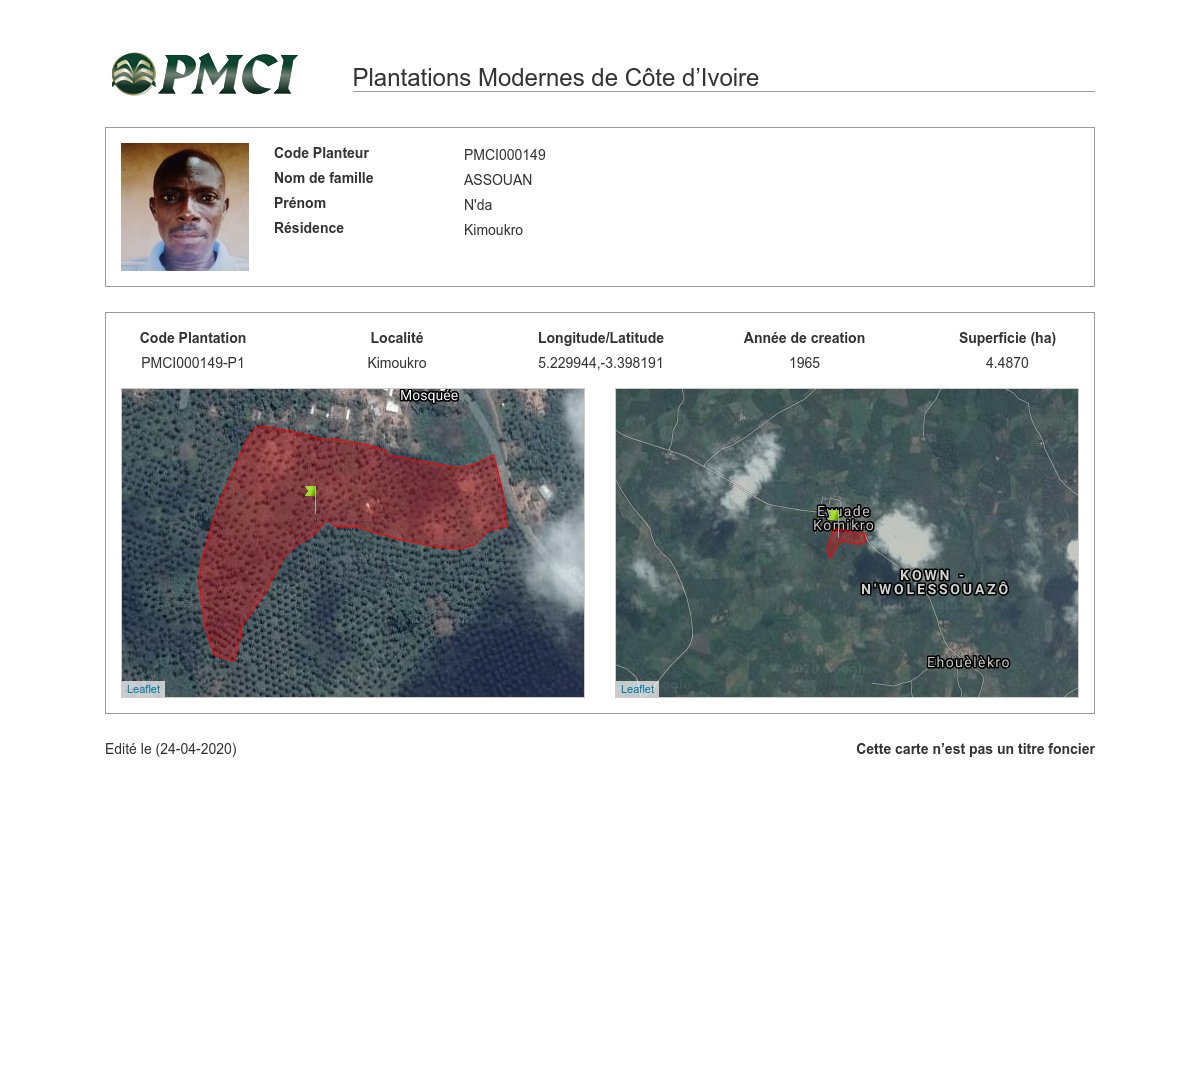 PMCI
Plantations Modernes de Côte d’Ivoire
Code Planteur PMCI000149
Nom de famille ASSOUAN
Prénom N'da
Résidence Kimoukro
Code Plantation Localité Longitude/Latitude Année de creation Superficie (ha)
PMCI000149-P1 Kimoukro 5.229944,-3.398191 1965 4.4870
Mosquée
Leaflet
Komikro
KOWN -
N'WOLESSOUAZÔ
Ehouèlèkro
Leaflet
Edité le (24-04-2020) Cette carte n’est pas un titre foncier